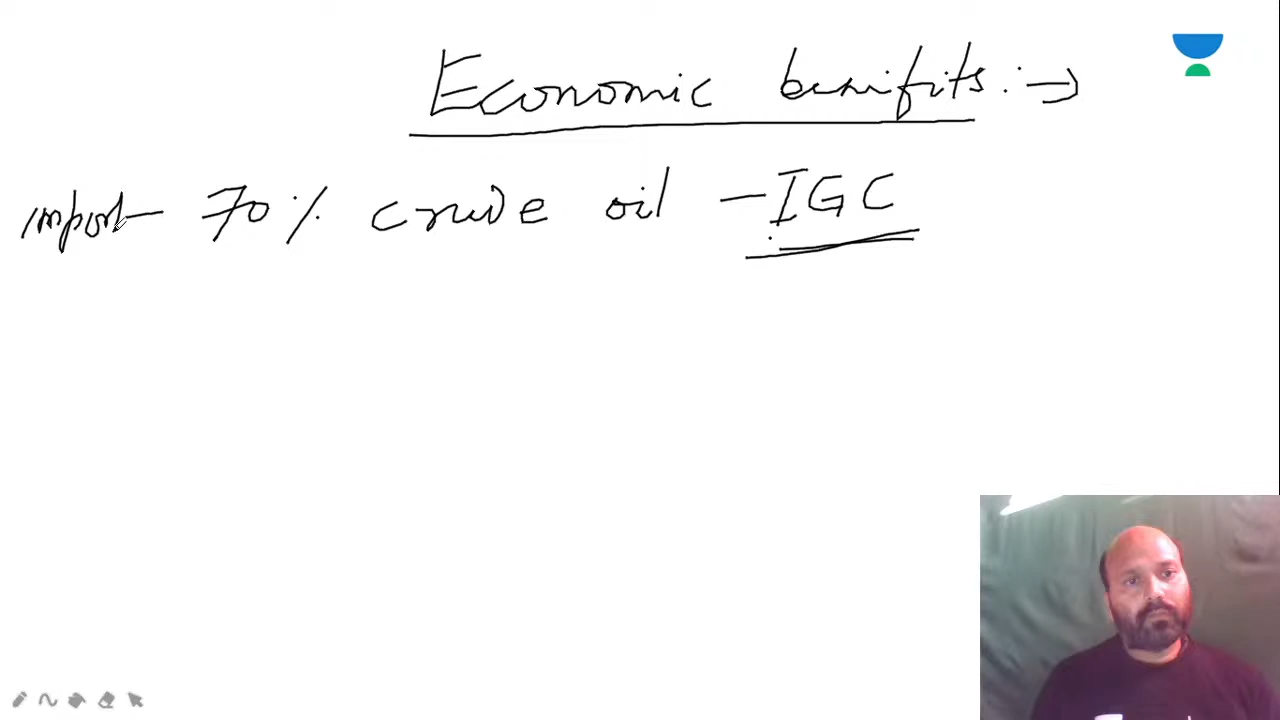 Economic benifits :→
import - 70% crude oil - IGC